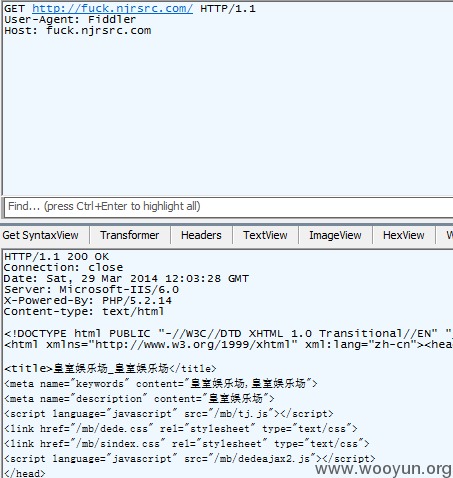 GET http://fuck.njrsrc.com/ HTTP/1.1
User-Agent: Fiddler
Host: fuck.njrsrc.com
Find... (press Ctrl+Enter to highlight all)
Get SyntaxView Transformer Headers TextView ImageView HexView W
HTTP/1.1 200 OK
Connection: close
Date: Sat, 29 Mar 2014 12:03:28 GMT
Server: Microsoft-IIS/6.0
X-Powered-By: PHP/5.2.14
Content-type: text/html
<!DOCTYPE html PUBLIC "-//W3C//DTD XHTML 1.0 Transitional//EN" "
<html xmlns="http://www.w3.org/1999/xhtml" xml:lang="zh-cn"><hea
<title>皇室娱乐场_皇室娱乐场</title>
<meta name="keywords" content="皇室娱乐场,皇室娱乐场">
<meta name="description" content="皇室娱乐场">
<script language="javascript" src="/mb/tj.js"></script>
<link href="/mb/dede.css" rel="stylesheet" type="text/css">
<link href="/mb/sindex.css" rel="stylesheet" type="text/css">
<script language="javascript" src="/mb/dedeajax2.js"></script>
</head>
www.wooyun.org